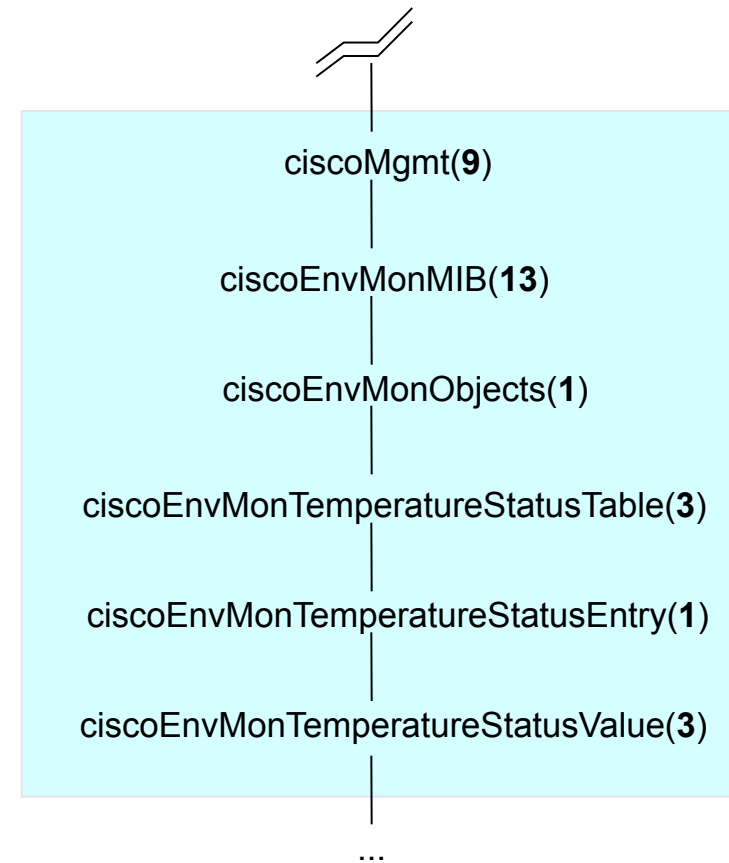 ciscoMgmt(9)
ciscoEnvMonMIB(13)
ciscoEnvMonObjects(1)
ciscoEnvMonTemperatureStatusTable(3)
ciscoEnvMonTemperatureStatusEntry(1)
ciscoEnvMonTemperatureStatusValue(3)
...